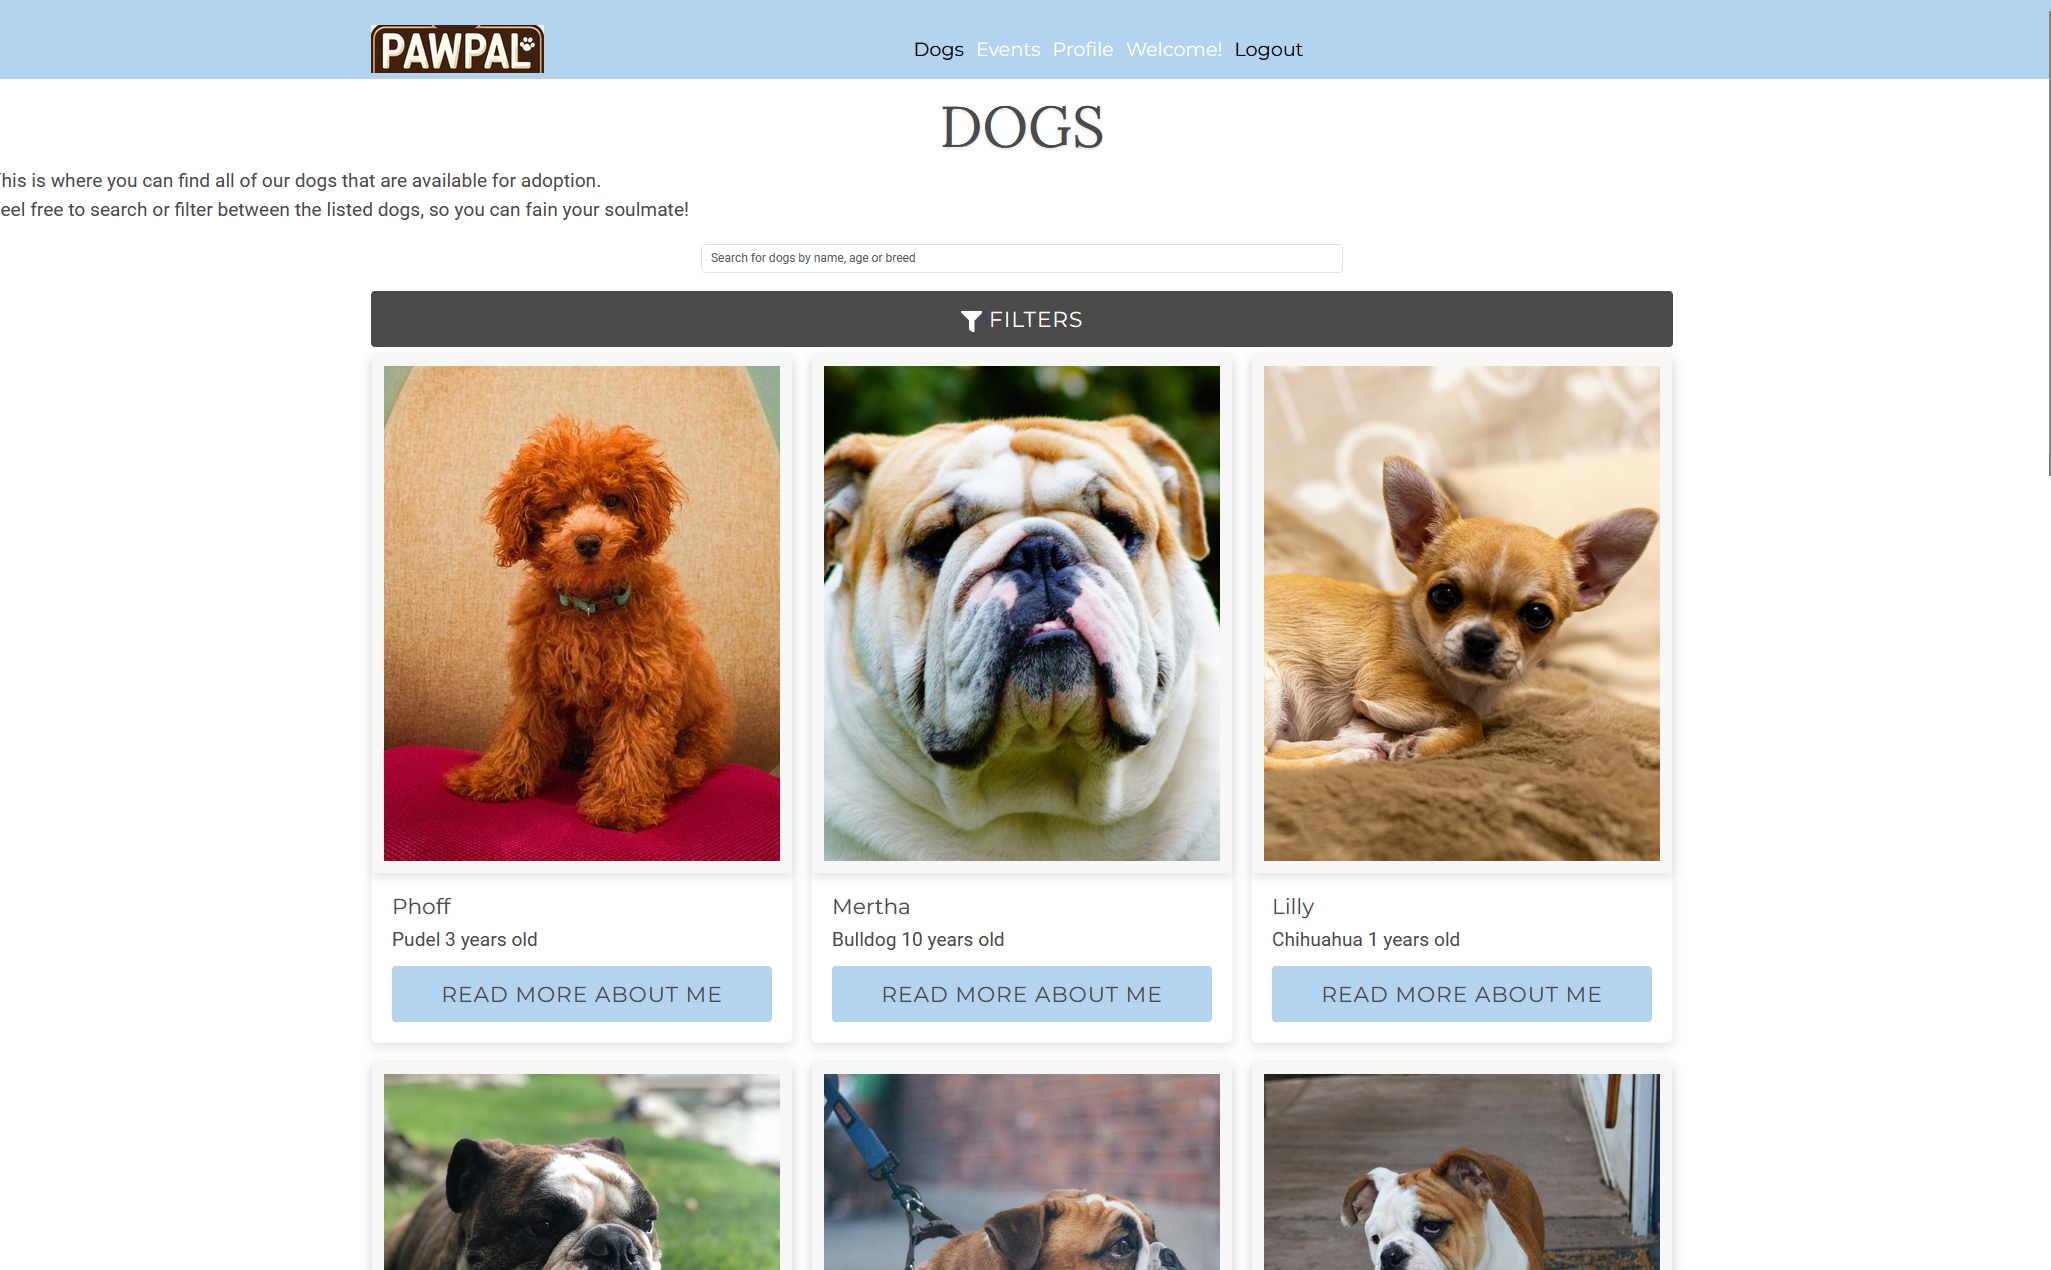 PAWPAL
Dogs Events Profile Welcome! Logout
DOGS
his is where you can find all of our dogs that are available for adoption.
eel free to search or filter between the listed dogs, so you can fain your soulmate!
Search for dogs by name, age or breed
FILTERS
Phoff
Pudel 3 years old
READ MORE ABOUT ME
Mertha
Bulldog 10 years old
READ MORE ABOUT ME
Lilly
Chihuahua 1 years old
READ MORE ABOUT ME